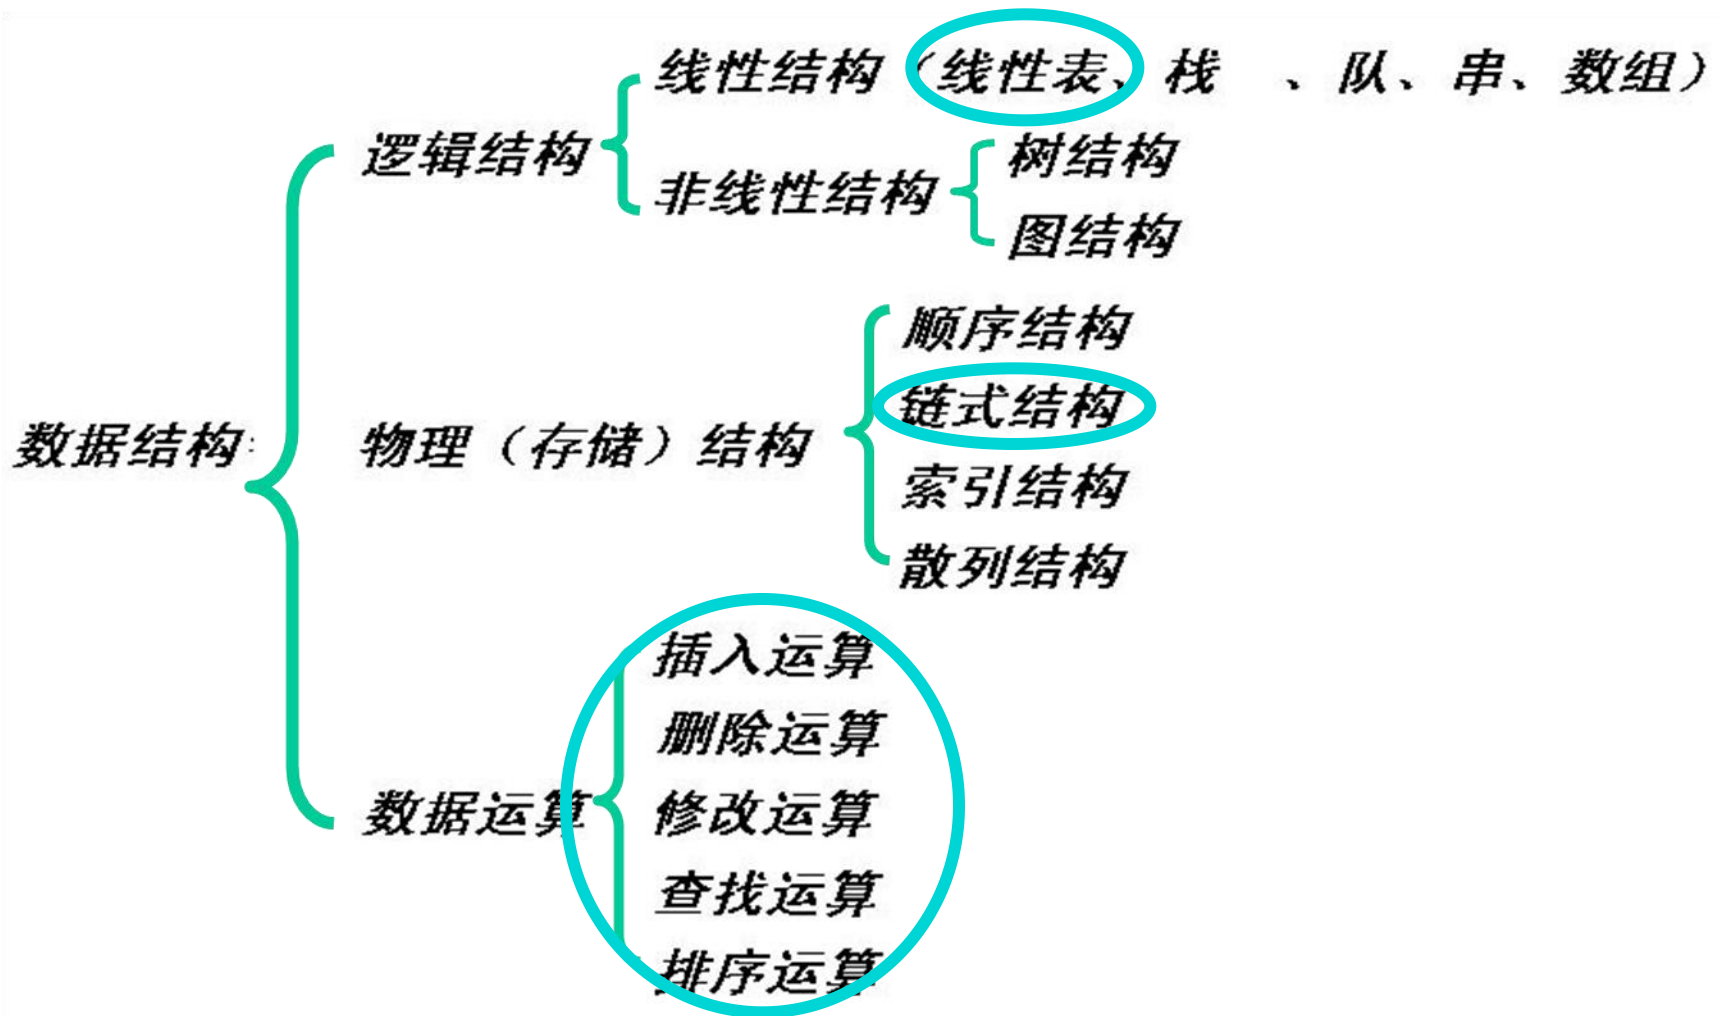 线性结构（线性表、栈 、队、串、数组）
逻辑结构
非线性结构
树结构
图结构
顺序结构
链式结构
数据结构:
物理（存储）结构
索引结构
散列结构
插入运算
删除运算
数据运算
修改运算
查找运算
排序运算